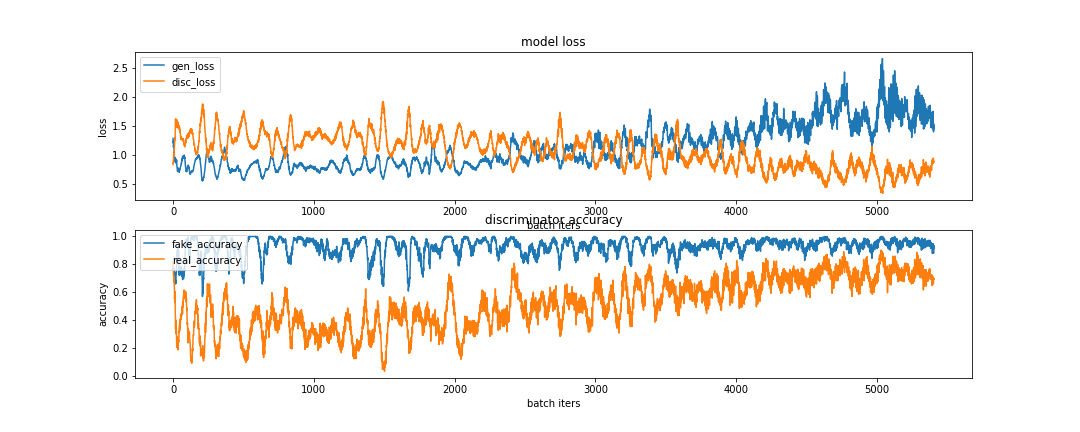 model loss
gen_loss
disc_loss
loss
2.5
2.0
1.5
1.0
0.5
0 1000 2000 3000 4000 5000
batch iters
discriminator accuracy
fake_accuracy
real_accuracy
accuracy
1.0
0.8
0.6
0.4
0.2
0.0
0 1000 2000 3000 4000 5000
batch iters